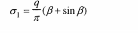 σ₁ = q/π (β + sin β)